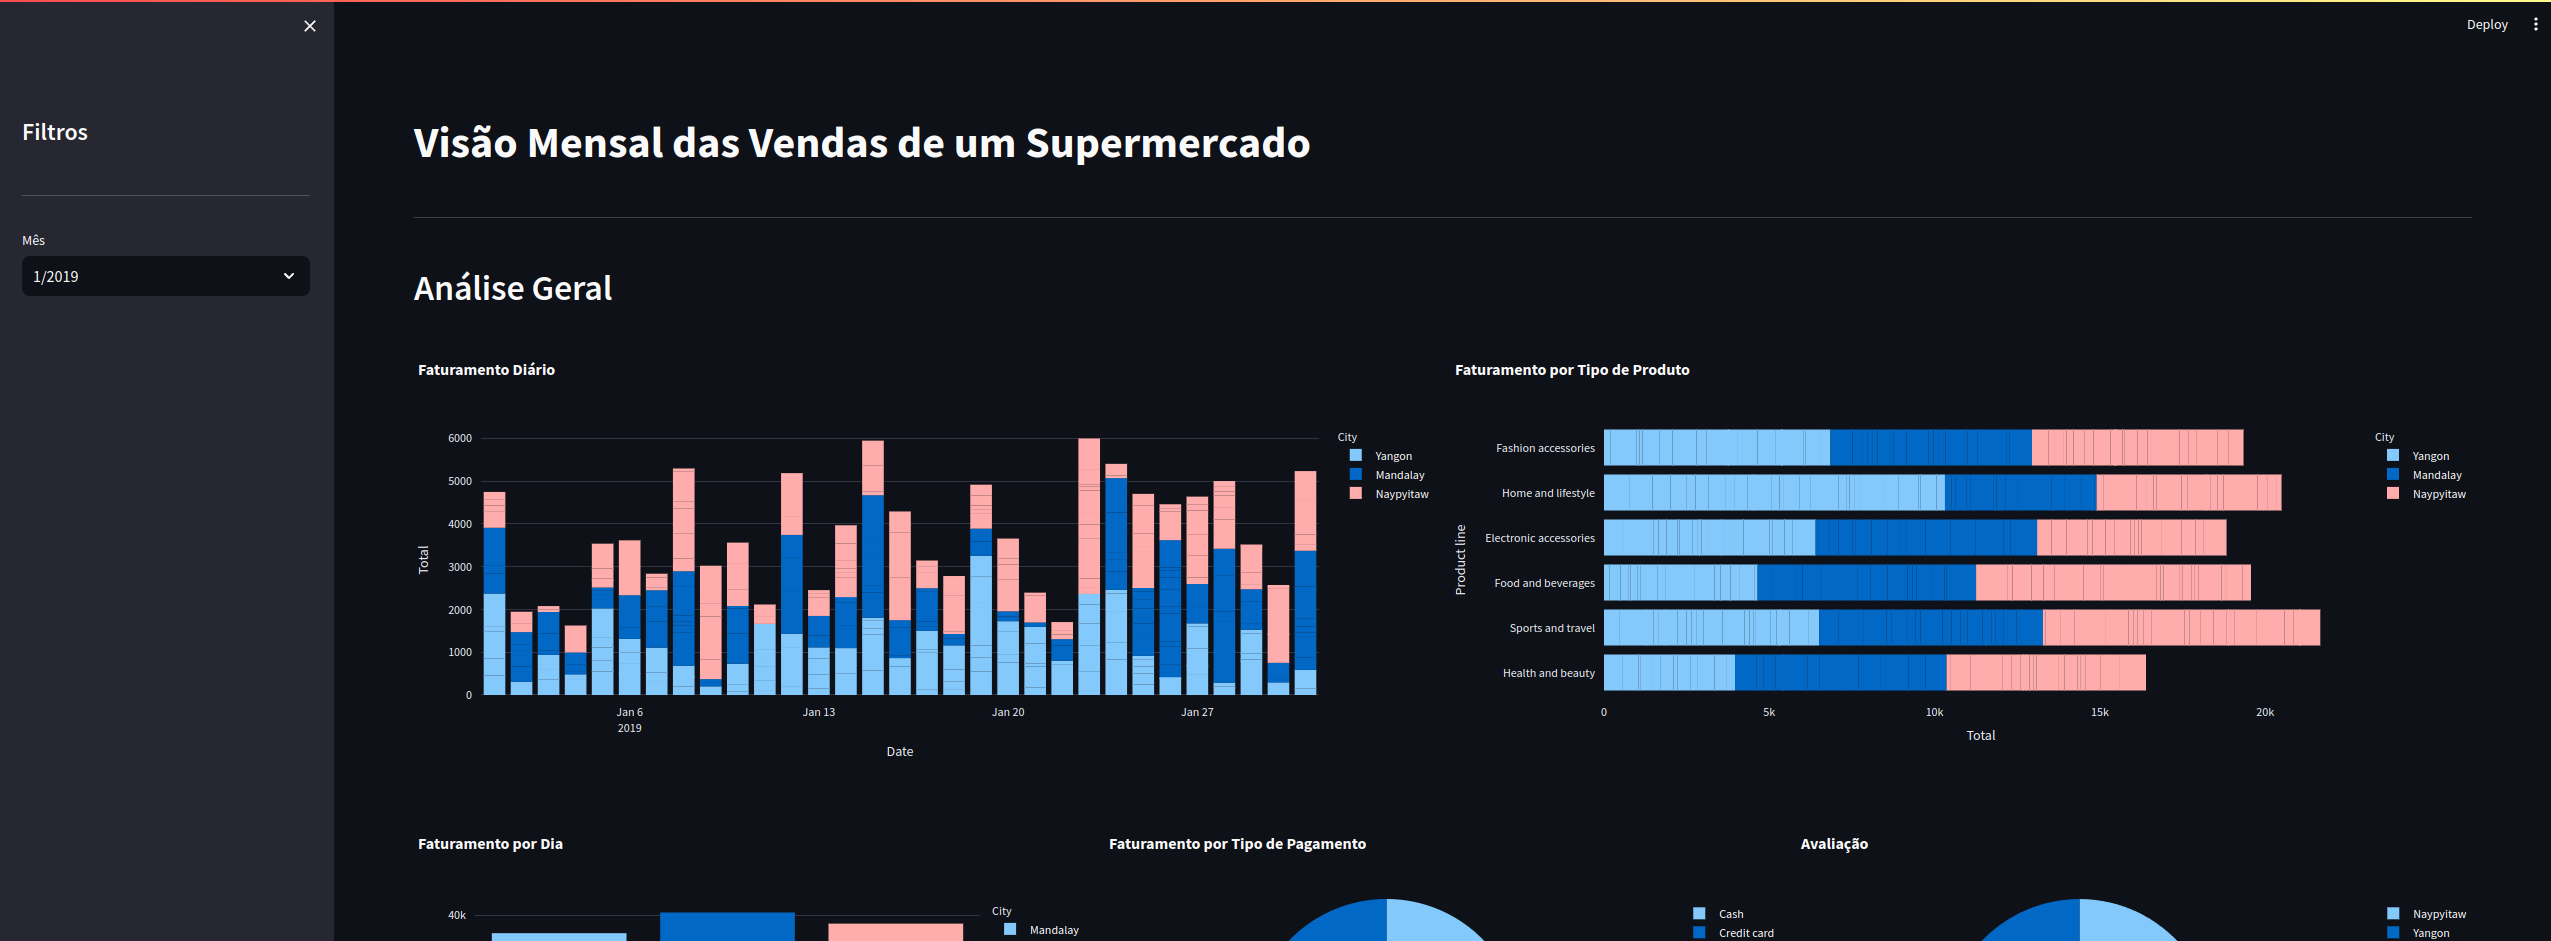 Deploy
Filtros
Mês
1/2019
Visão Mensal das Vendas de um Supermercado
Análise Geral
Faturamento Diário
Total
6000
5000
4000
3000
2000
1000
0
Jan 6
2019
Jan 13
Jan 20
Jan 27
Date
City
Yangon
Mandalay
Naypyitaw
Faturamento por Tipo de Produto
Product line
Fashion accessories
Home and lifestyle
Electronic accessories
Food and beverages
Sports and travel
Health and beauty
0
5k
10k
15k
20k
Total
City
Yangon
Mandalay
Naypyitaw
Faturamento por Dia
40k
City
Mandalay
Faturamento por Tipo de Pagamento
Cash
Credit card
Avaliação
Naypyitaw
Yangon